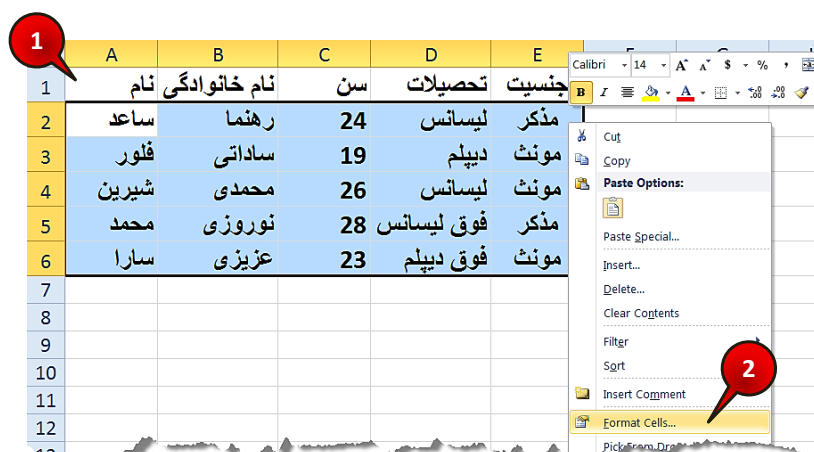 1
Calibri 14 A A $ % ,
B I A
A B C D E
1 نام نام خانوادگی سن تحصیلات جنسیت
2 ساعد رهنما 24 لیسانس مذکر
3 فلور ساداتی 19 دیپلم مونث
4 شیرین محمدی 26 لیسانس مونث
5 محمد نوروزی 28 فوق لیسانس مذکر
6 سارا عزیزی 23 فوق دیپلم مونث
7
8
9
10
11
12
Cut
Copy
Paste Options:
Paste Special...
Insert...
Delete...
Clear Contents
Filter
Sort
2
Insert Comment
Format Cells...